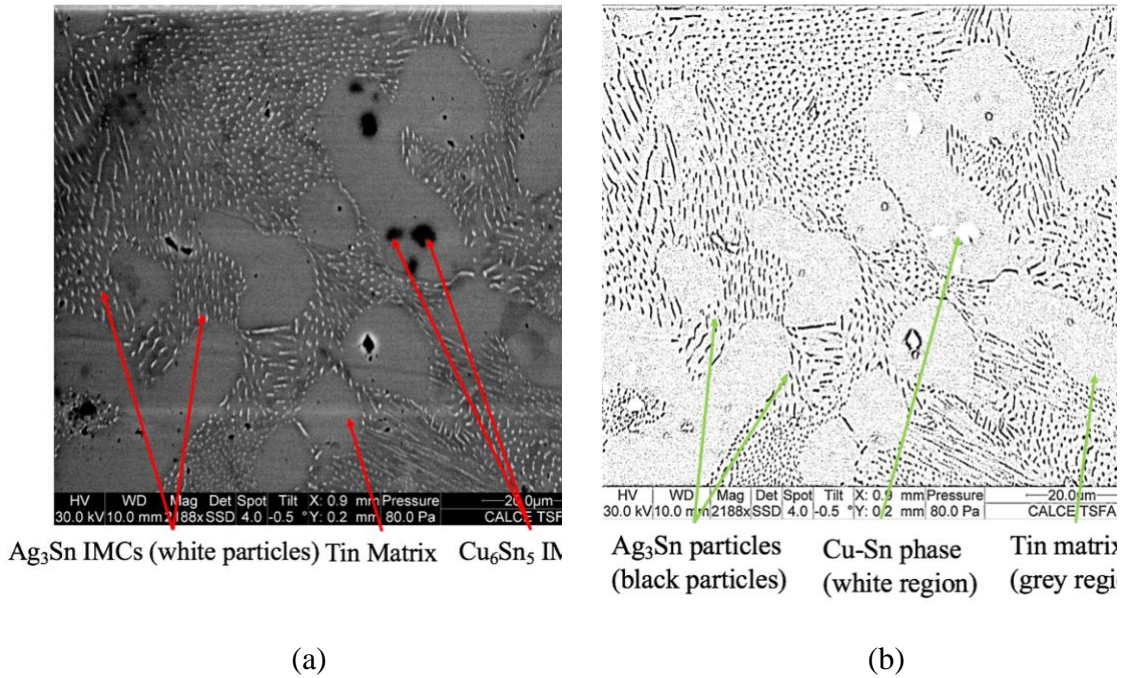 HV WD Mag Det Spot Tilt X: 0.9 mm Pressure 20.0µm
30.0 kV 10.0 mm 2188x SSD 4.0 -0.5 ° Y: 0.2 mm 80.0 Pa CALCE TSFA
Ag₃Sn IMCs (white particles) Tin Matrix Cu₆Sn₅ IM
(a)
HV WD Mag Det Spot Tilt X: 0.9 mm Pressure 20.0µm
30.0 kV 10.0 mm 2188x SSD 4.0 -0.5 ° Y: 0.2 mm 80.0 Pa CALCE TSFA
Ag₃Sn particles
(black particles)
Cu-Sn phase
(white region)
Tin matrix
(grey regi
(b)